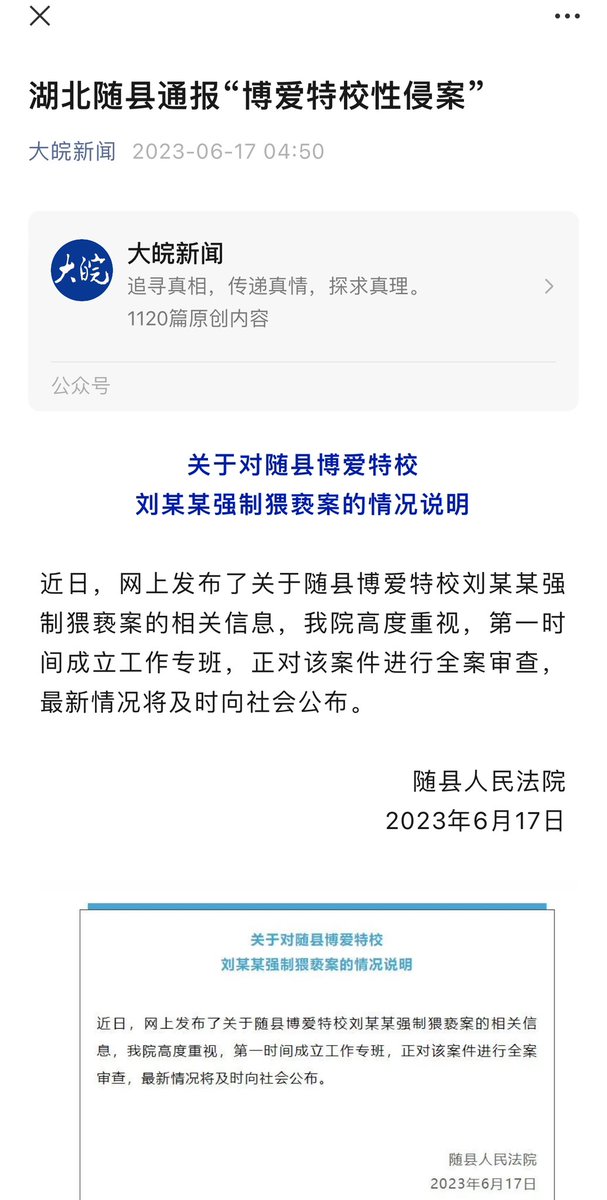 湖北随县通报“博爱特校性侵案”
大皖新闻 2023-06-17 04:50
大皖
大皖新闻
追寻真相，传递真情，探求真理。
1120篇原创内容
公众号
关于对随县博爱特校
刘某某强制猥亵案的情况说明
近日，网上发布了关于随县博爱特校刘某某强
制猥亵案的相关信息，我院高度重视，第一时
间成立工作专班，正对该案件进行全案审查，
最新情况将及时向社会公布。
随县人民法院
2023年6月17日
关于对随县博爱特校
刘某某强制猥亵案的情况说明
近日，网上发布了关于随县博爱特校刘某某强制猥亵案的相关信
息，我院高度重视，第一时间成立工作专班，正对该案件进行全案
审查，最新情况将及时向社会公布。
随县人民法院
2023年6月17日